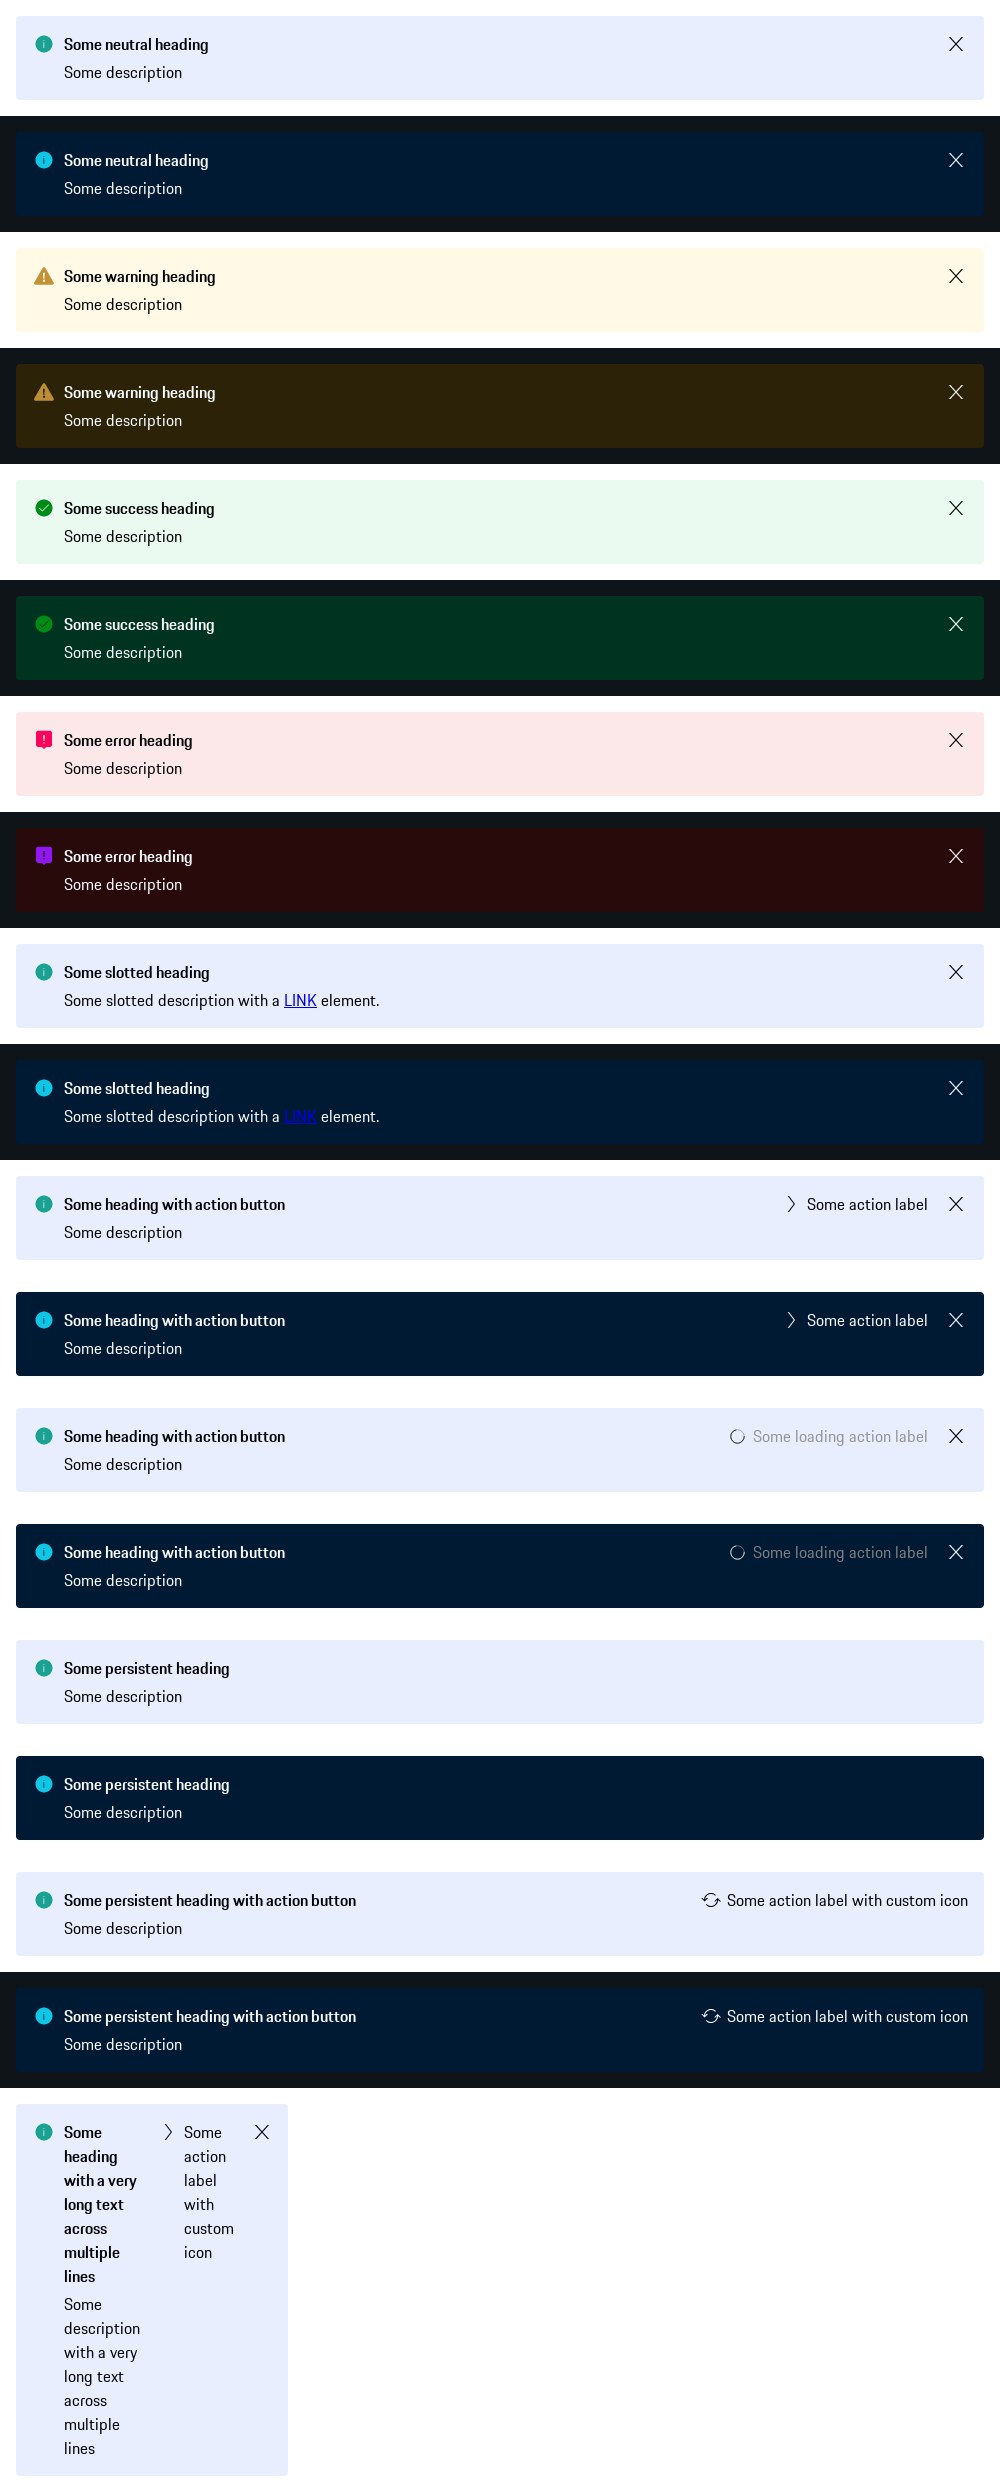 Some neutral heading
Some description
Some neutral heading
Some description
Some warning heading
Some description
Some warning heading
Some description
Some success heading
Some description
Some success heading
Some description
Some error heading
Some description
Some error heading
Some description
Some slotted heading
Some slotted description with a LINK element.
Some slotted heading
Some slotted description with a LINK element.
Some heading with action button
Some action label
Some description
Some heading with action button
Some action label
Some description
Some heading with action button
Some loading action label
Some description
Some heading with action button
Some loading action label
Some description
Some persistent heading
Some description
Some persistent heading
Some description
Some persistent heading with action button
Some action label with custom icon
Some description
Some persistent heading with action button
Some action label with custom icon
Some description
Some
heading
with a very
long text
across
multiple
lines
Some
description
with a very
long text
across
multiple
lines
Some
action
label
with
custom
icon